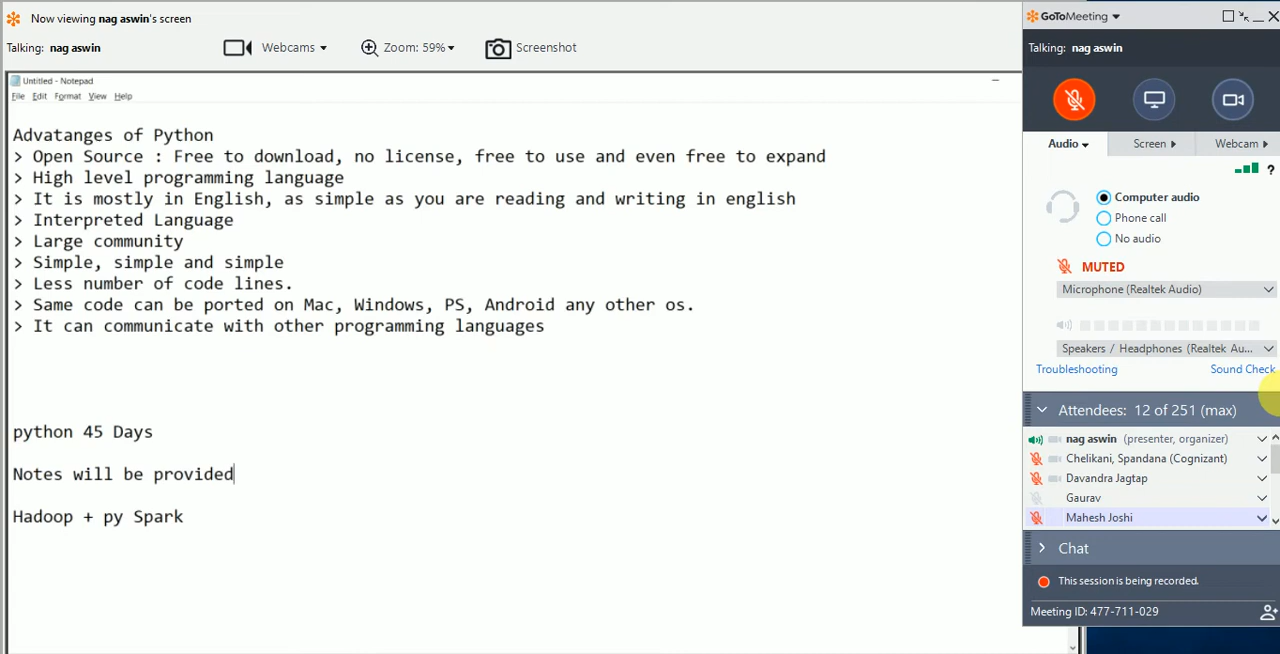 Now viewing nag aswin's screen
Talking: nag aswin
Webcams
Zoom: 59%
Screenshot
Untitled - Notepad
File Edit Format View Help
Advatanges of Python
> Open Source : Free to download, no license, free to use and even free to expand
> High level programming language
> It is mostly in English, as simple as you are reading and writing in english
> Interpreted Language
> Large community
> Simple, simple and simple
> Less number of code lines.
> Same code can be ported on Mac, Windows, PS, Android any other os.
> It can communicate with other programming languages
python 45 Days
Notes will be provided
Hadoop + py Spark
GoToMeeting
Talking: nag aswin
Audio Screen Webcam
?
Computer audio
Phone call
No audio
MUTED
Microphone (Realtek Audio)
Speakers / Headphones (Realtek Au...
Troubleshooting Sound Check
Attendees: 12 of 251 (max)
nag aswin (presenter, organizer)
Chelikani, Spandana (Cognizant)
Davandra Jagtap
Gaurav
Mahesh Joshi
Chat
This session is being recorded.
Meeting ID: 477-711-029